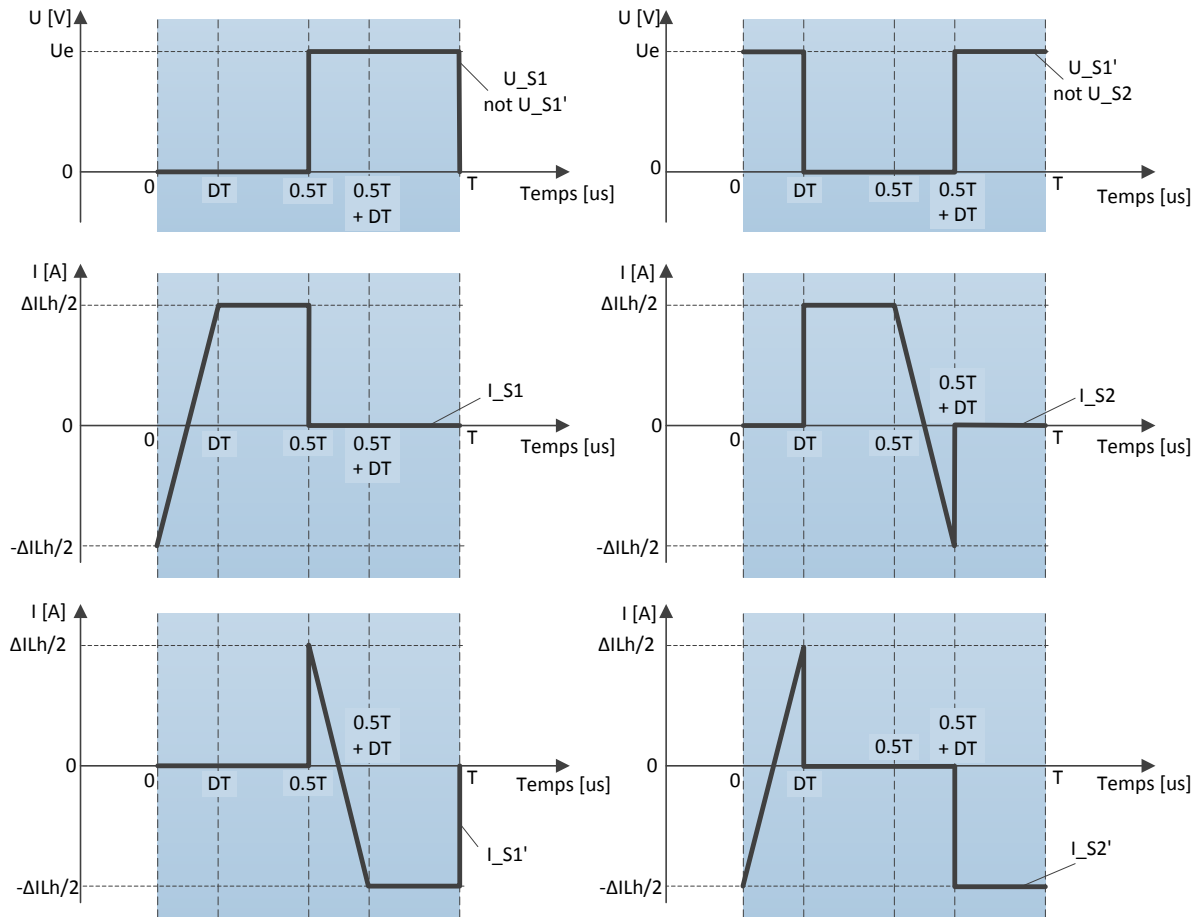 U [V]
Ue
U_S1
not U_S1'
0
0
DT
0.5T
0.5T
+ DT
T
Temps [us]
U [V]
Ue
U_S1'
not U_S2
0
0
DT
0.5T
0.5T
+ DT
T
Temps [us]
I [A]
ΔILh/2
I_S1
0
0
DT
0.5T
0.5T
+ DT
T
Temps [us]
-ΔILh/2
I [A]
ΔILh/2
0.5T
+ DT
I_S2
0
0
DT
0.5T
T
Temps [us]
-ΔILh/2
I [A]
ΔILh/2
0.5T
+ DT
0
0
DT
0.5T
T
Temps [us]
I_S1'
-ΔILh/2
I [A]
ΔILh/2
0.5T
0.5T
+ DT
0
0
DT
T
Temps [us]
I_S2'
-ΔILh/2